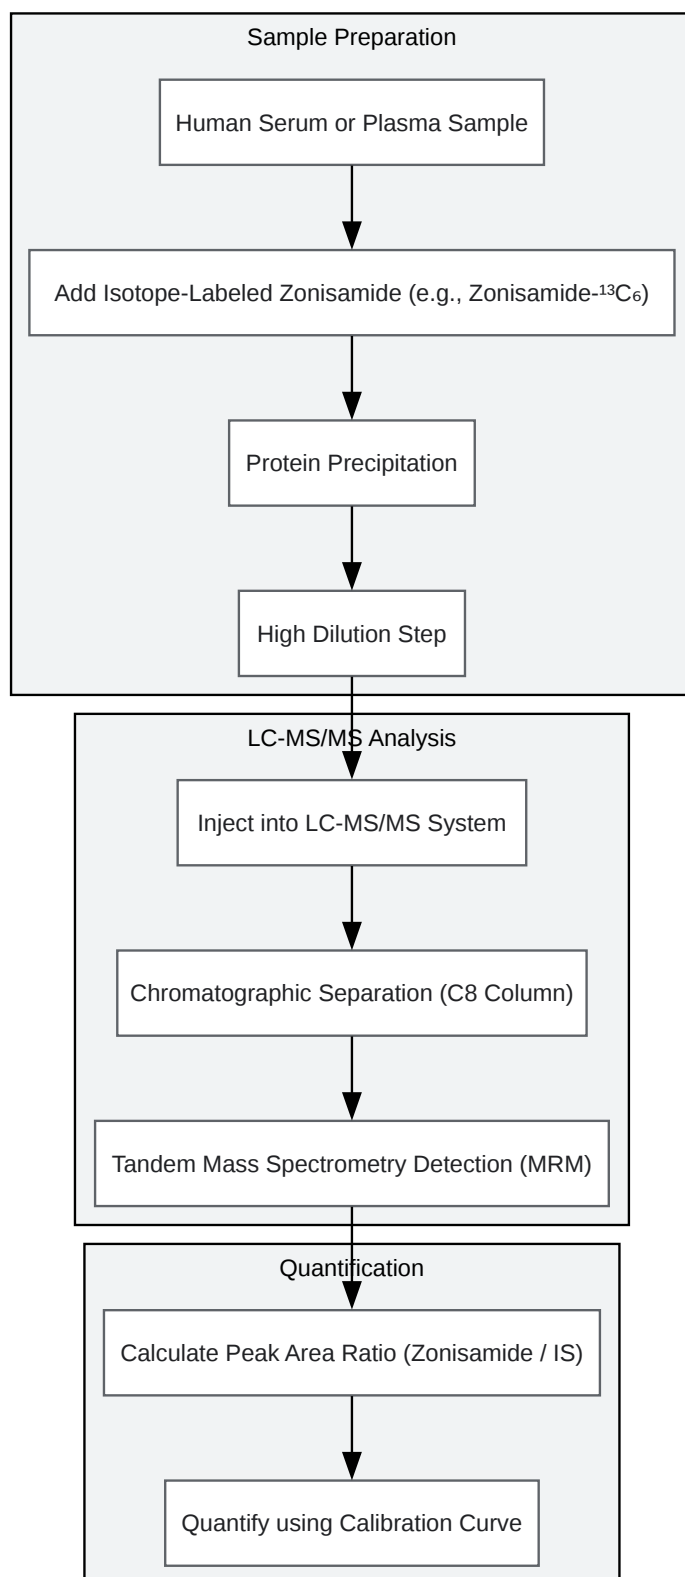 Sample Preparation
Human Serum or Plasma Sample
Add Isotope-Labeled Zonisamide (e.g., Zonisamide-¹³C₆)
Protein Precipitation
High Dilution Step
LC-MS/MS Analysis
Inject into LC-MS/MS System
Chromatographic Separation (C8 Column)
Tandem Mass Spectrometry Detection (MRM)
Quantification
Calculate Peak Area Ratio (Zonisamide / IS)
Quantify using Calibration Curve